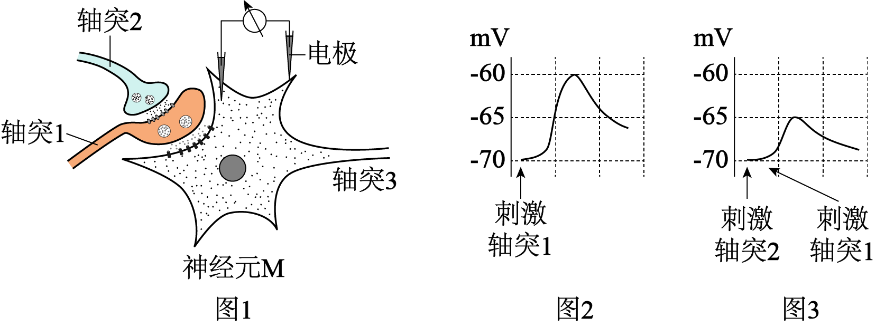 轴突2
电极
轴突1
轴突3
神经元M
图1
mV
-60
-65
-70
刺激
轴突1
图2
mV
-60
-65
-70
刺激 刺激
轴突2 轴突1
图3